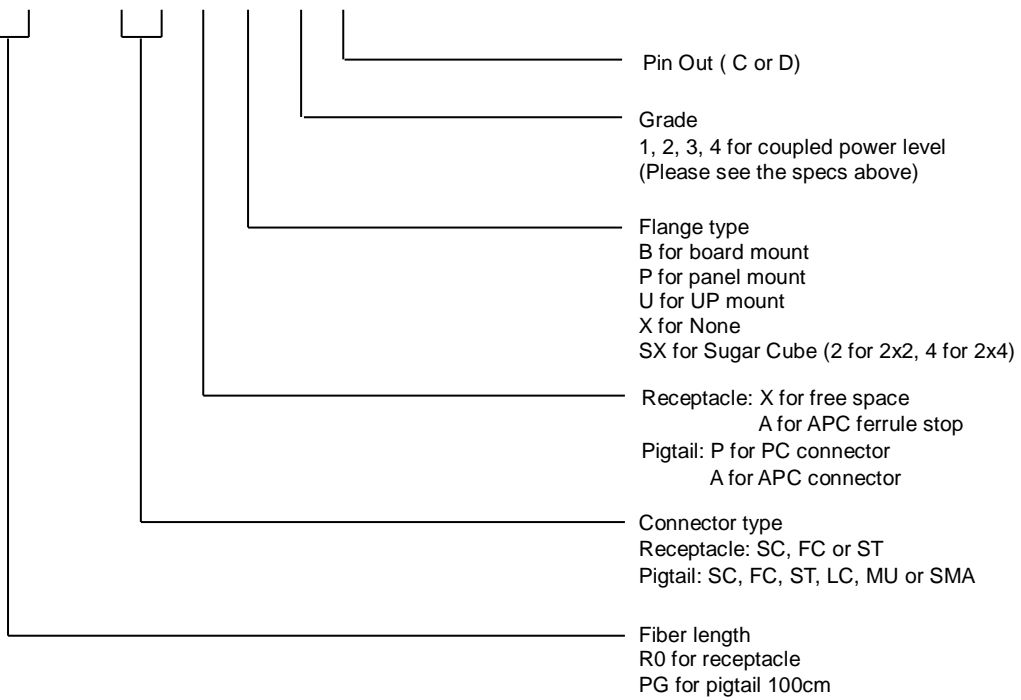 Pin Out ( C or D)
Grade
1, 2, 3, 4 for coupled power level
(Please see the specs above)
Flange type
B for board mount
P for panel mount
U for UP mount
X for None
SX for Sugar Cube (2 for 2x2, 4 for 2x4)
Receptacle: X for free space
A for APC ferrule stop
Pigtail: P for PC connector
A for APC connector
Connector type
Receptacle: SC, FC or ST
Pigtail: SC, FC, ST, LC, MU or SMA
Fiber length
R0 for receptacle
PG for pigtail 100cm